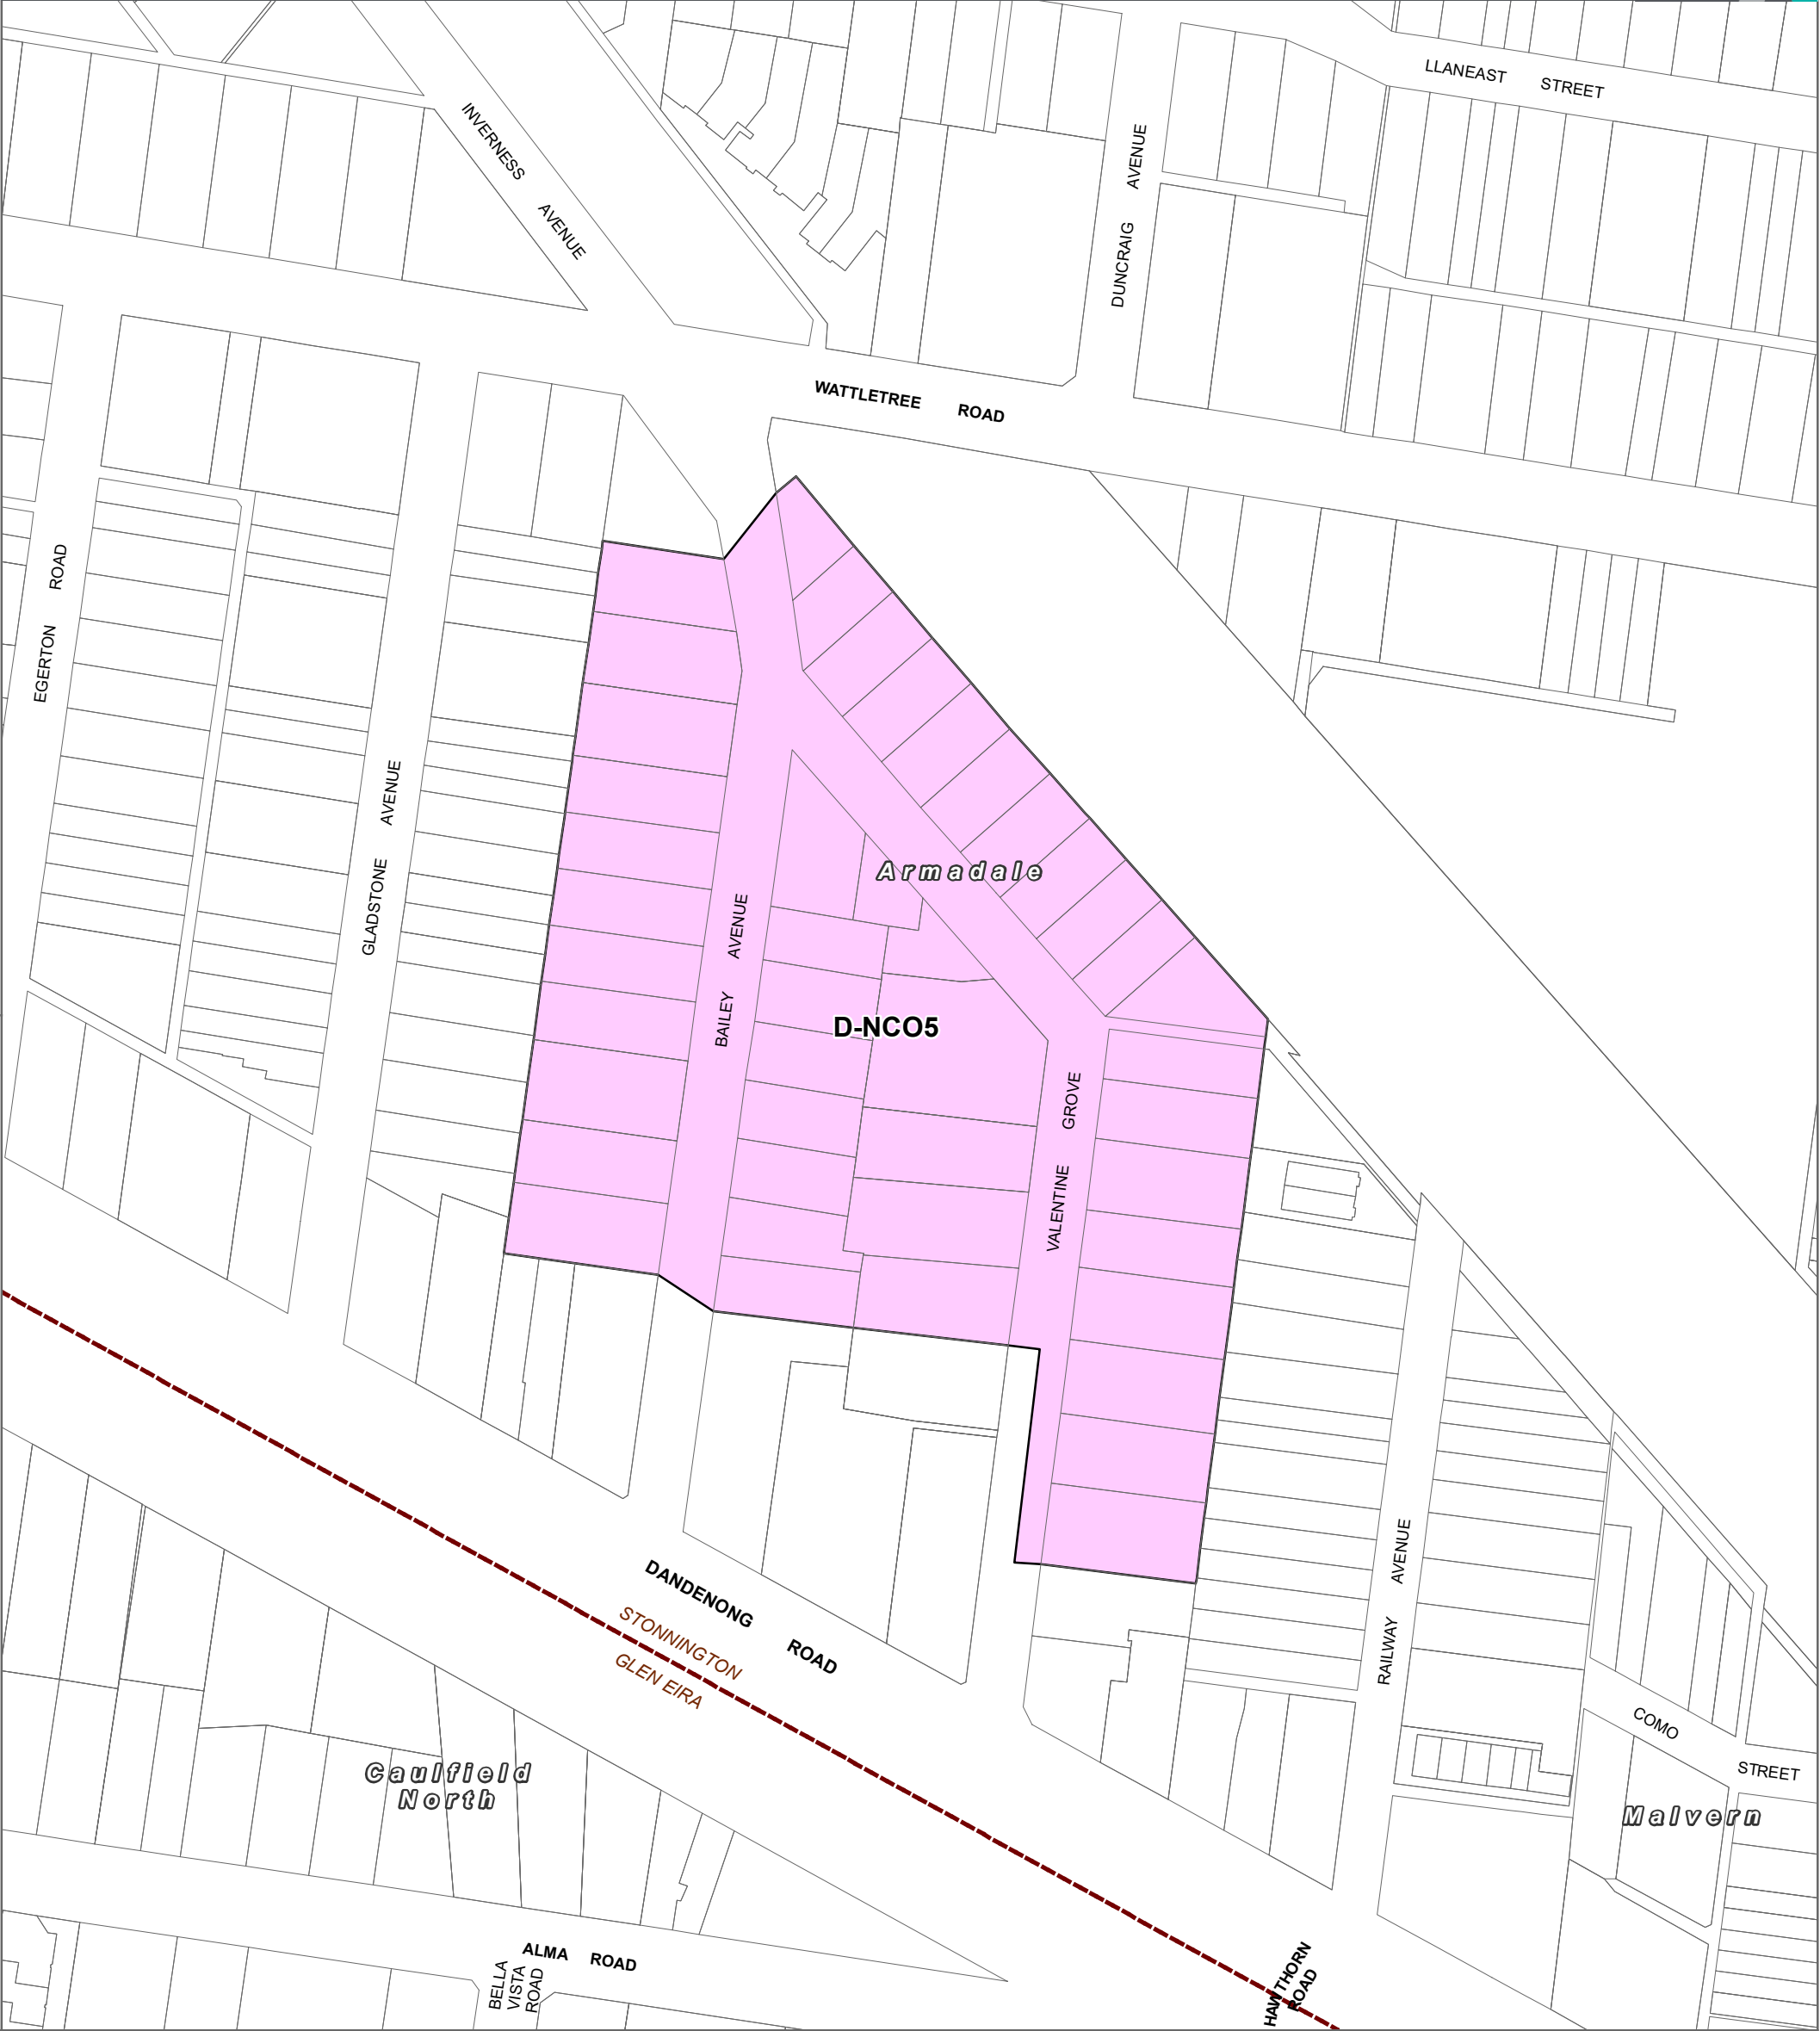 LLANEAST STREET
INVERNESS AVENUE
DUNCRAIG AVENUE
WATTLETREE ROAD
EGERTON ROAD
GLADSTONE AVENUE
Armadale
BAILEY AVENUE
D-NCO5
VALENTINE GROVE
DANDENONG ROAD
STONNINGTON
GLEN EIRA
RAILWAY AVENUE
COMO STREET
Caulfield
North
Malvern
ALMA ROAD
BELLA
VISTA
ROAD
HAWTHORN
ROAD